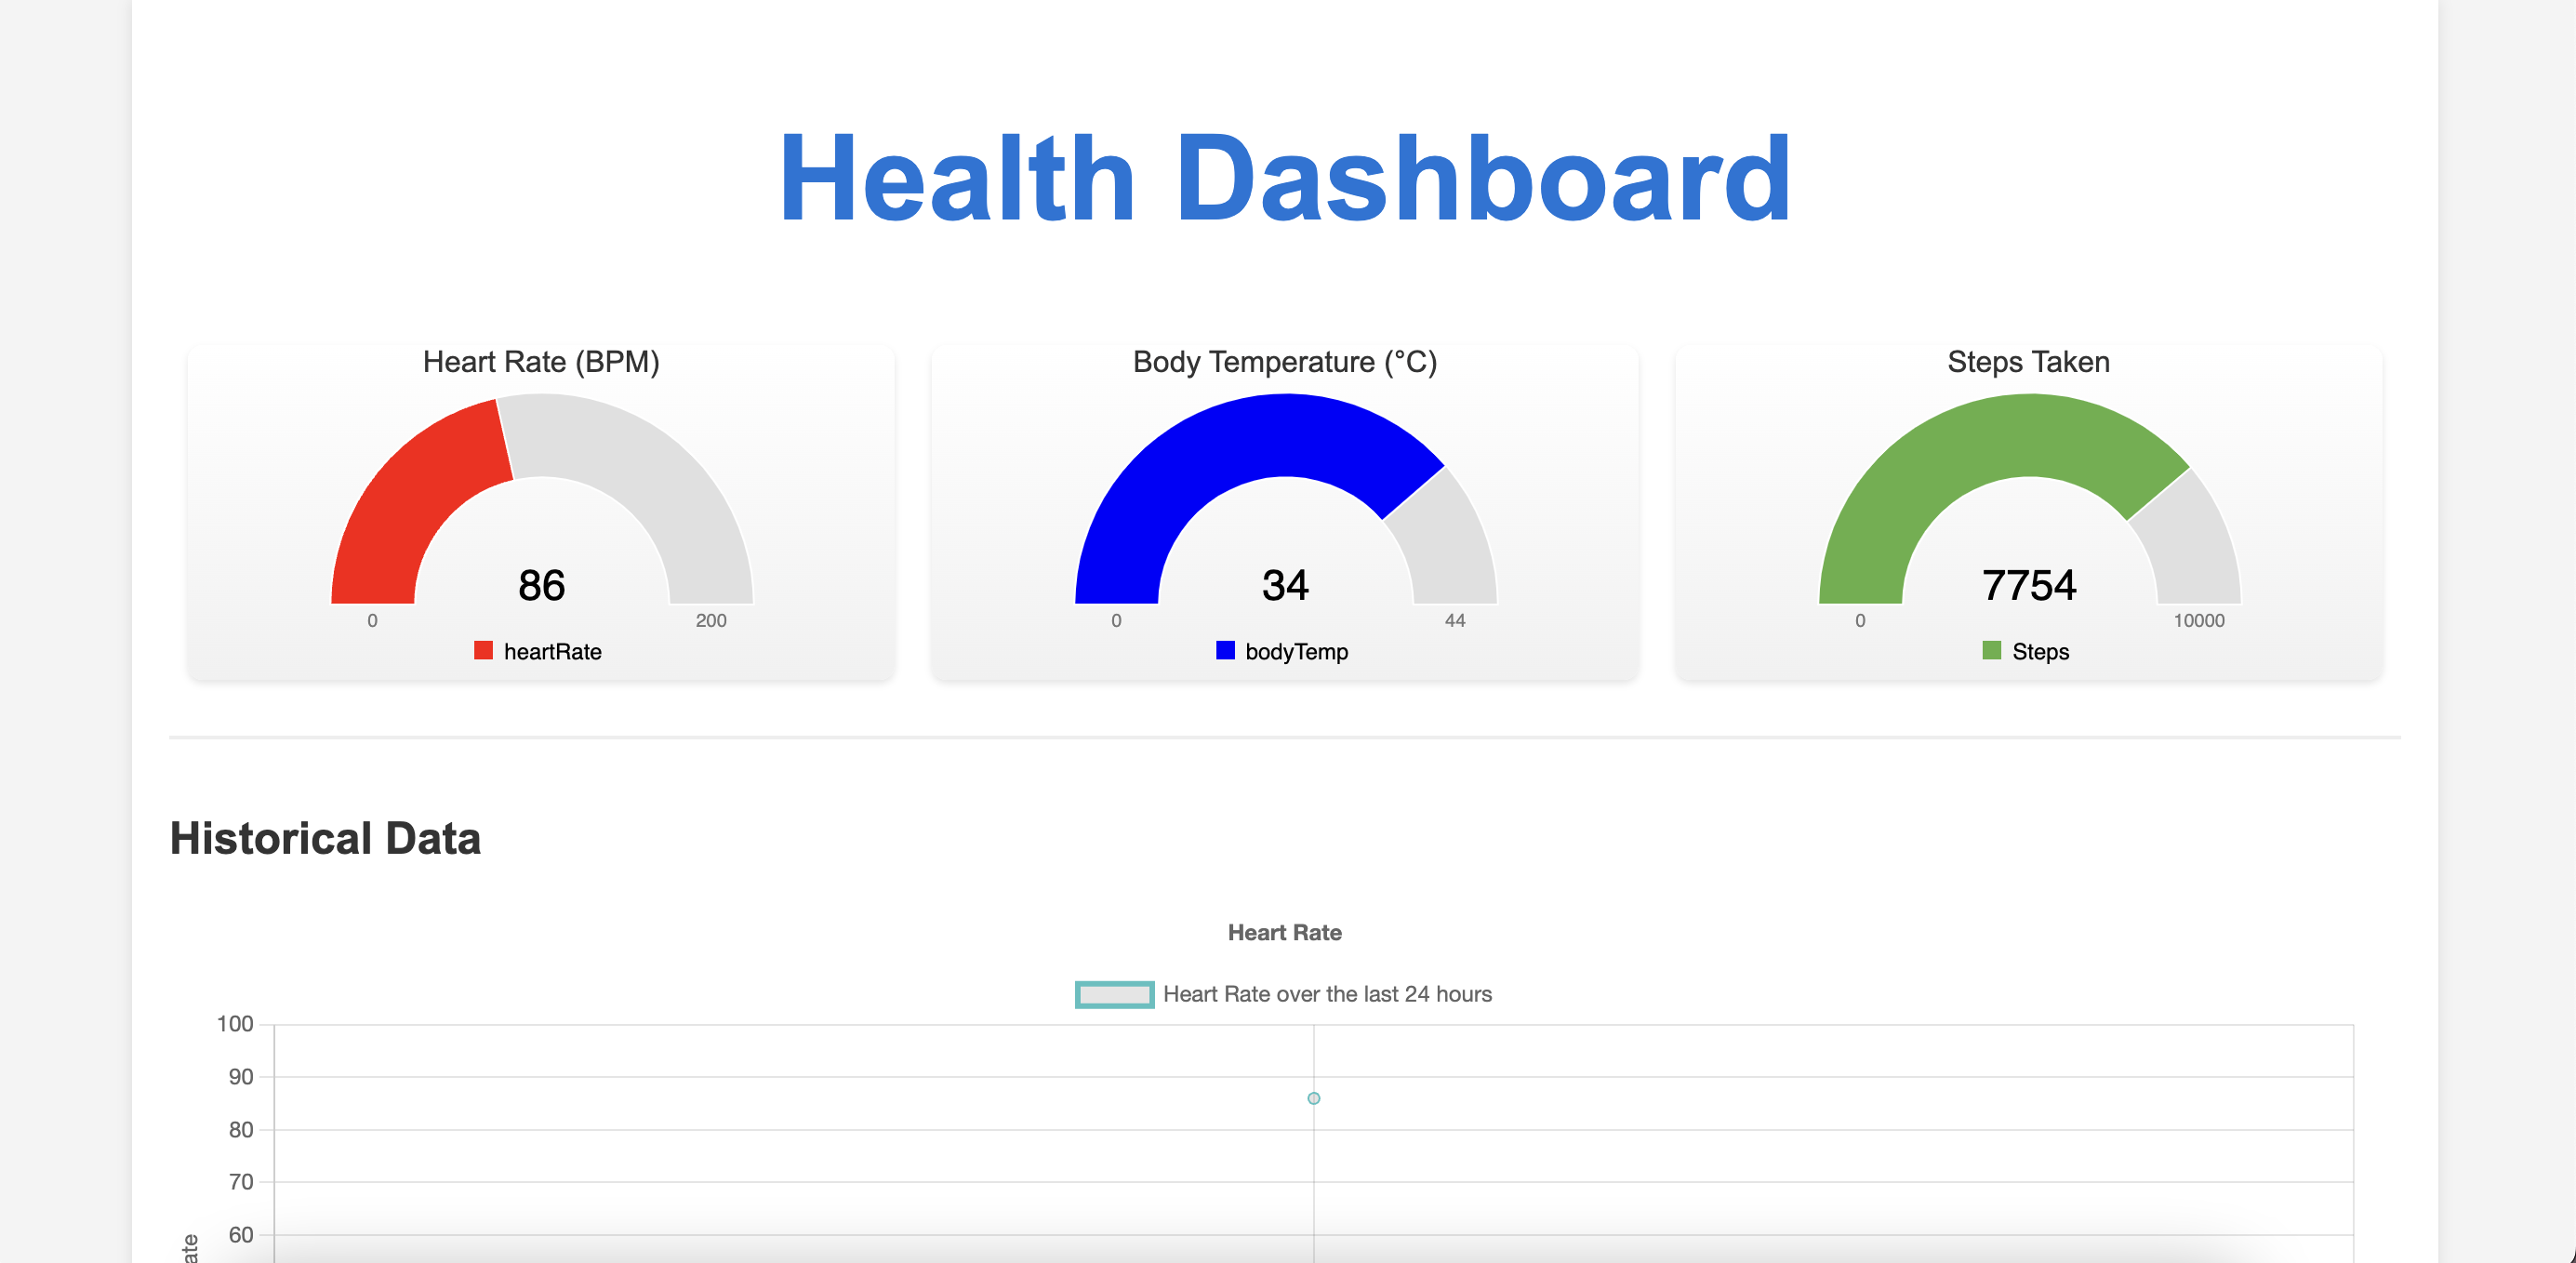 Health Dashboard
Heart Rate (BPM)
86
0 200
heartRate
Body Temperature (°C)
34
0 44
bodyTemp
Steps Taken
7754
0 10000
Steps
Historical Data
Heart Rate
Heart Rate over the last 24 hours
100
90
80
70
60